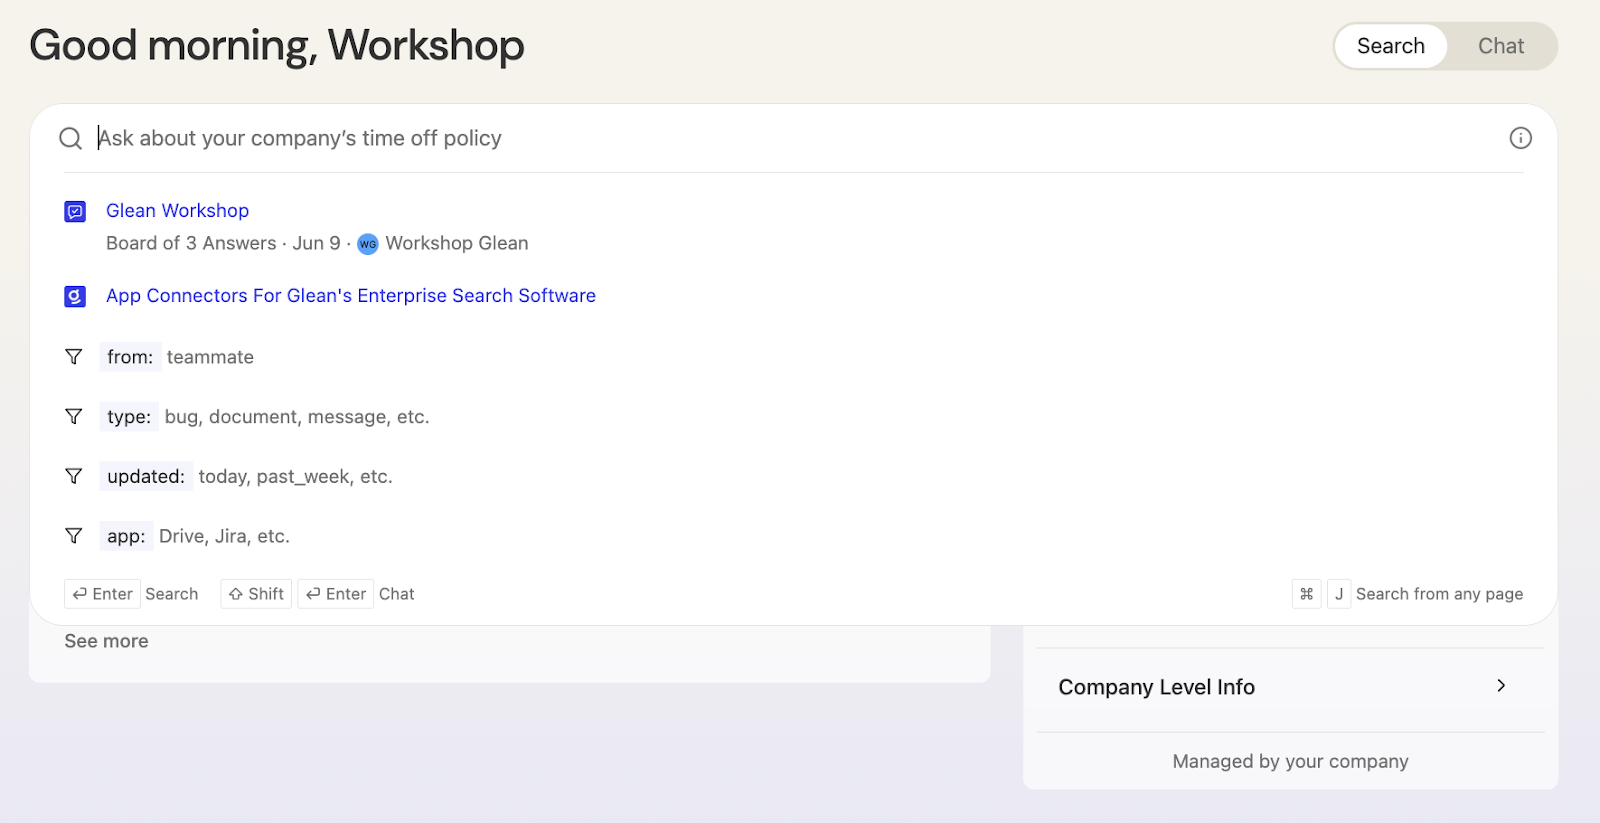 Good morning, Workshop
Search Chat
Ask about your company’s time off policy
Glean Workshop
Board of 3 Answers · Jun 9 · WG Workshop Glean
g App Connectors For Glean's Enterprise Search Software
from: teammate
type: bug, document, message, etc.
updated: today, past_week, etc.
app: Drive, Jira, etc.
↵ Enter Search ⇧ Shift ↵ Enter Chat
⌘ J Search from any page
See more
Company Level Info
Managed by your company